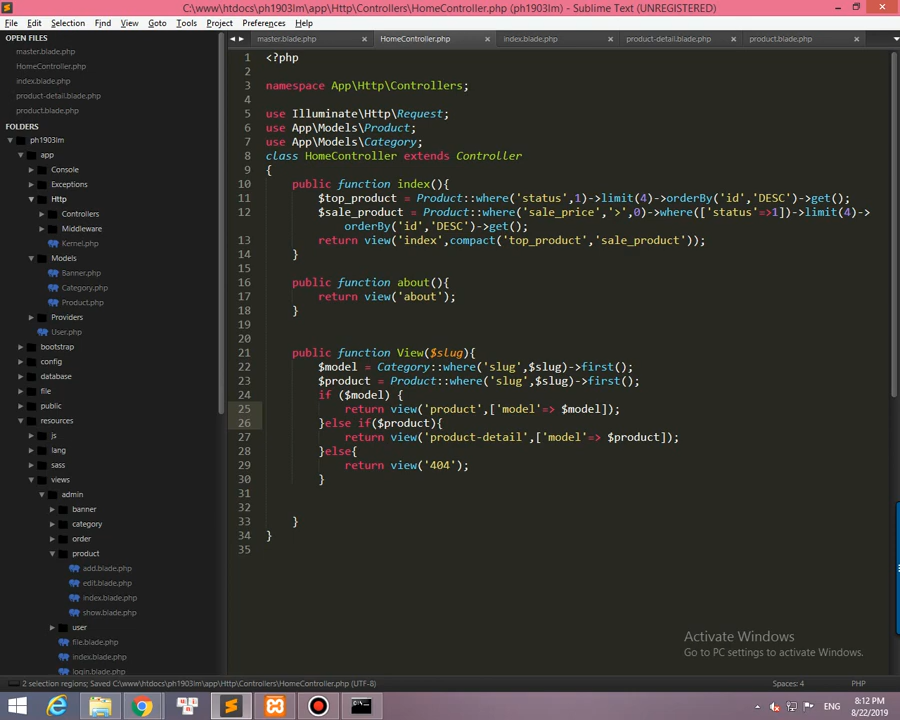 C:\www\htdocs\ph1903lm\app\Http\Controllers\HomeController.php (ph1903lm) - Sublime Text (UNREGISTERED)
File Edit Selection Find View Goto Tools Project Preferences Help
OPEN FILES
master.blade.php
HomeController.php
index.blade.php
product-detail.blade.php
product.blade.php
FOLDERS
ph1903lm
app
Console
Exceptions
Http
Controllers
Middleware
Kernel.php
Models
Banner.php
Category.php
Product.php
Providers
User.php
bootstrap
config
database
file
public
resources
js
lang
sass
views
admin
banner
category
order
product
add.blade.php
edit.blade.php
index.blade.php
show.blade.php
user
file.blade.php
index.blade.php
login.blade.php
master.blade.php HomeController.php index.blade.php product-detail.blade.php product.blade.php
1 <?php
2
3 namespace App\Http\Controllers;
4
5 use Illuminate\Http\Request;
6 use App\Models\Product;
7 use App\Models\Category;
8 class HomeController extends Controller
9 {
10 public function index(){
11 $top_product = Product::where('status',1)->limit(4)->orderBy('id','DESC')->get();
12 $sale_product = Product::where('sale_price','>',0)->where(['status'=>1])->limit(4)->
orderBy('id','DESC')->get();
13 return view('index',compact('top_product','sale_product'));
14 }
15
16 public function about(){
17 return view('about');
18 }
19
20
21 public function View($slug){
22 $model = Category::where('slug',$slug)->first();
23 $product = Product::where('slug',$slug)->first();
24 if ($model) {
25 return view('product',['model'=> $model]);
26 }else if($product){
27 return view('product-detail',['model'=> $product]);
28 }else{
29 return view('404');
30 }
31
32
33 }
34 }
35
Activate Windows
Go to PC settings to activate Windows.
2 selection regions; Saved C:\www\htdocs\ph1903lm\app\Http\Controllers\HomeController.php (UTF-8) Spaces: 4 PHP
ENG
8:12 PM
8/22/2019